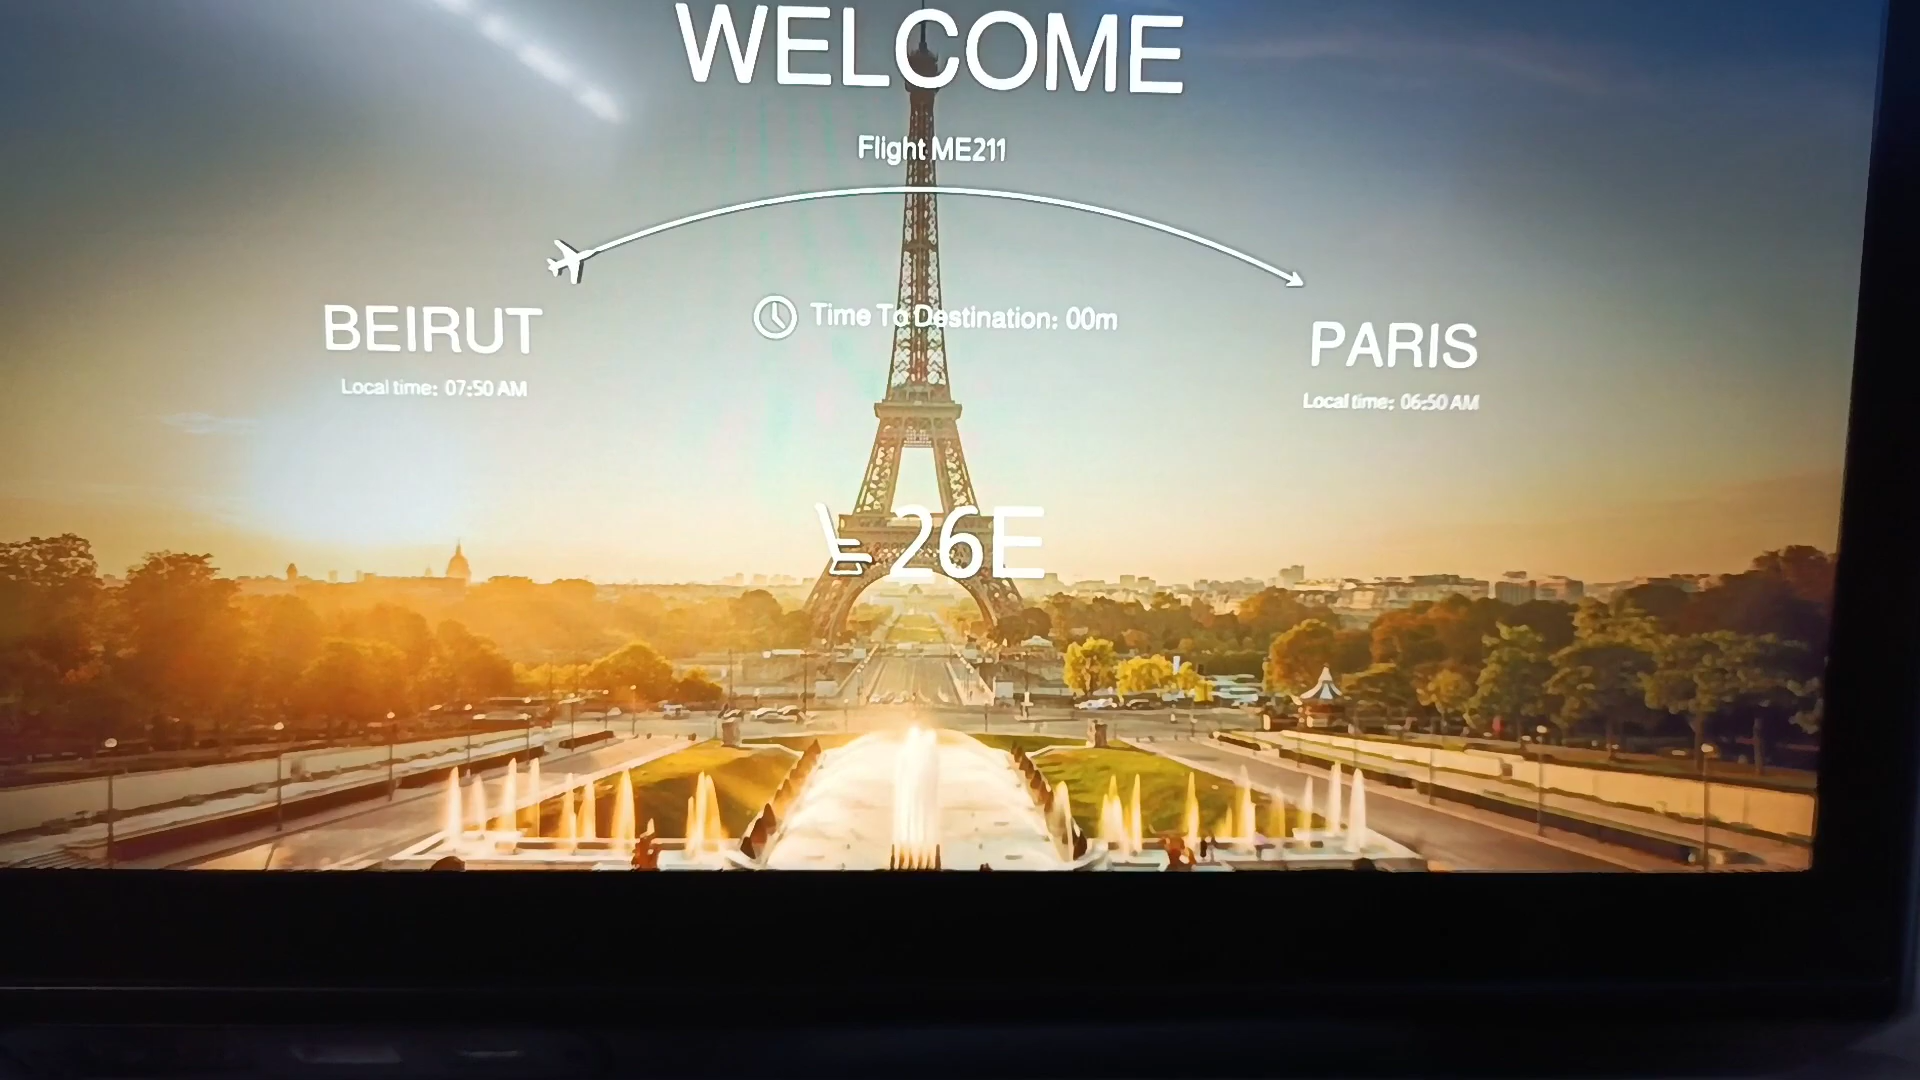 WELCOME
Flight ME211
Time To Destination: 00m
BEIRUT
Local time: 07:50 AM
PARIS
Local time: 06:50 AM
26E